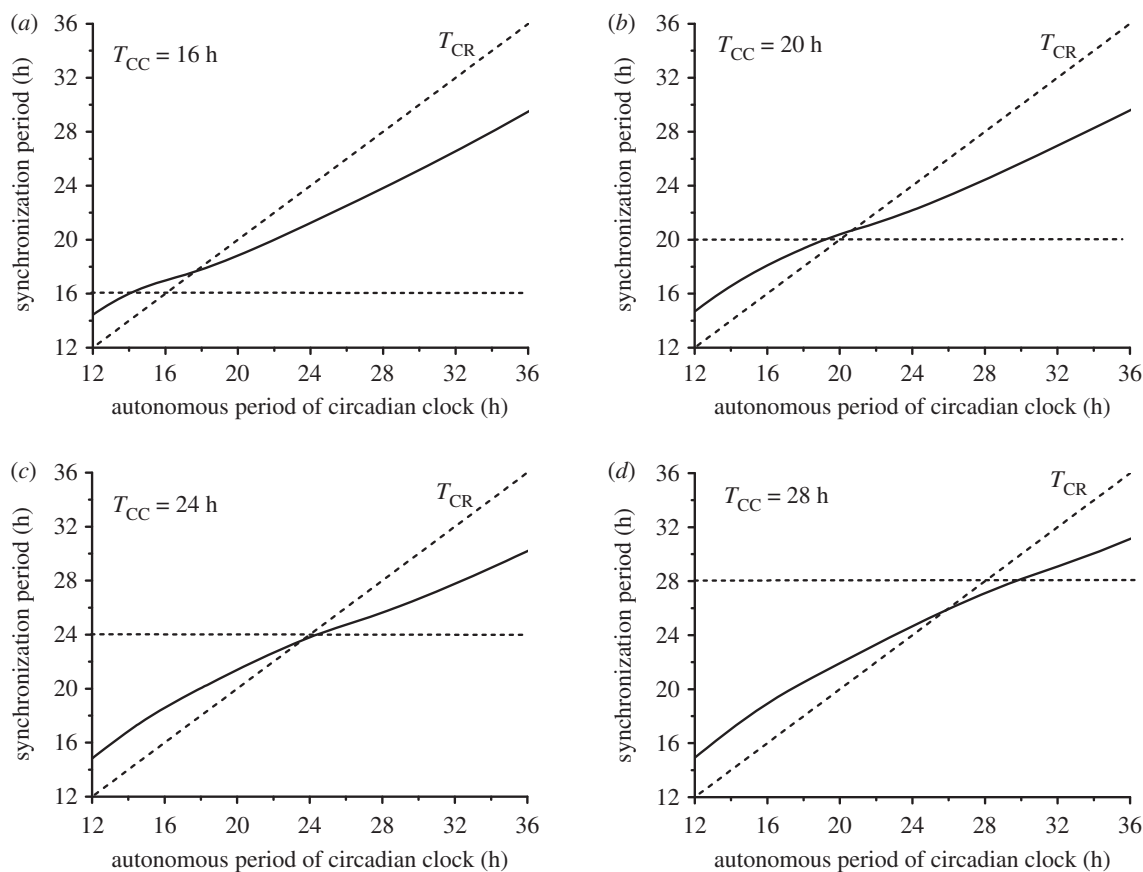 (a)
T_CC = 16 h
T_CR
synchronization period (h)
36
32
28
24
20
16
12
12 16 20 24 28 32 36
autonomous period of circadian clock (h)
(b)
T_CC = 20 h
T_CR
synchronization period (h)
36
32
28
24
20
16
12
12 16 20 24 28 32 36
autonomous period of circadian clock (h)
(c)
T_CC = 24 h
T_CR
synchronization period (h)
36
32
28
24
20
16
12
12 16 20 24 28 32 36
autonomous period of circadian clock (h)
(d)
T_CC = 28 h
T_CR
synchronization period (h)
36
32
28
24
20
16
12
12 16 20 24 28 32 36
autonomous period of circadian clock (h)